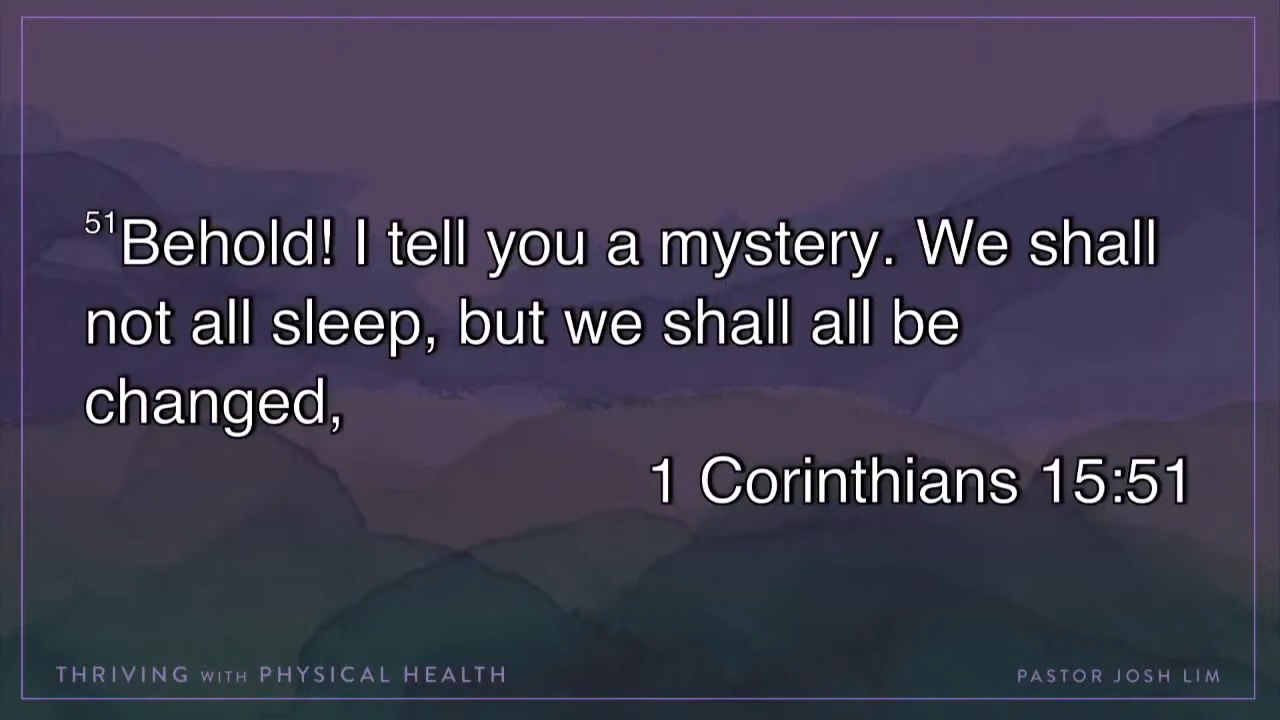 51Behold! I tell you a mystery. We shall
not all sleep, but we shall all be
changed,
1 Corinthians 15:51
THRIVING WITH PHYSICAL HEALTH
PASTOR JOSH LIM